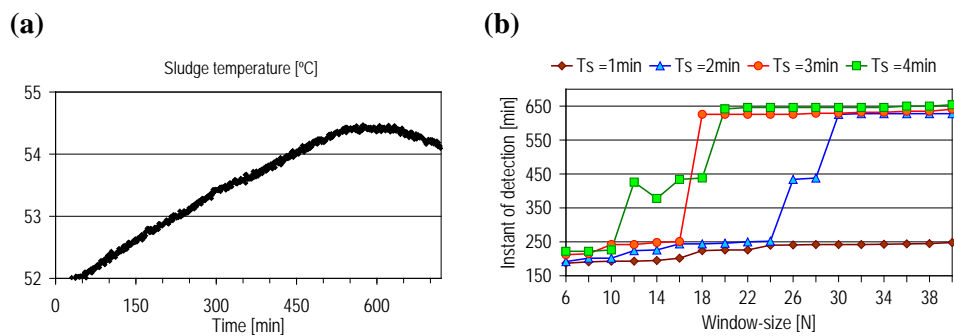 (a)
Sludge temperature [ºC]
55
54
53
52
0 150 300 450 600
Time [min]
(b)
Ts =1min Ts =2min Ts =3min Ts =4min
Instant of detection [min]
650
550
450
350
250
150
6 10 14 18 22 26 30 34 38
Window-size [N]